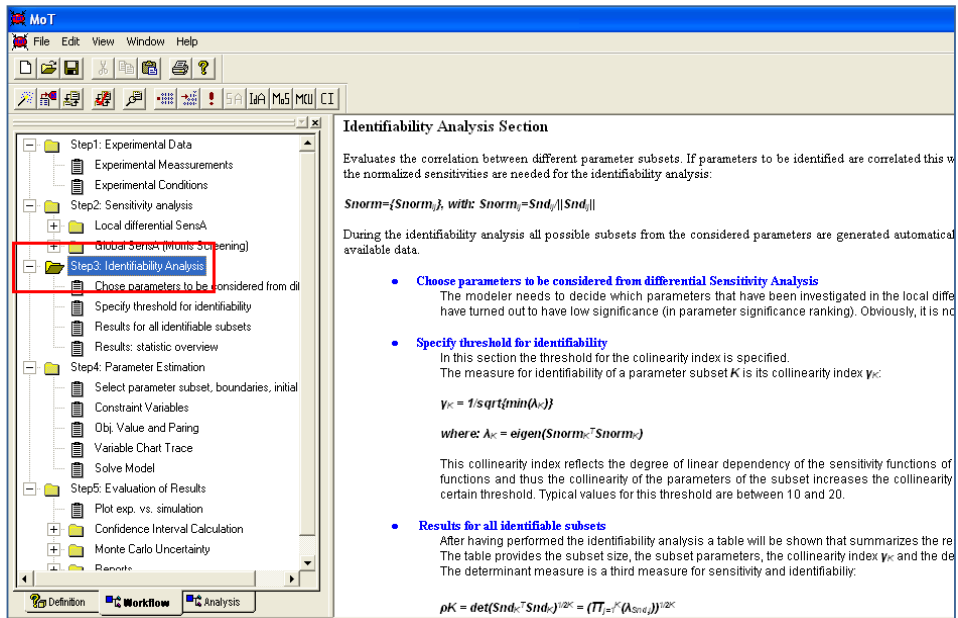 MoT
File Edit View Window Help
SA IdA MoS MCU CI
Step1: Experimental Data
Experimental Meassurements
Experimental Conditions
Step2: Sensitivity analysis
Local differential SensA
Global SensA (Morris Screening)
Step3: Identifiability Analysis
Chose parameters to be considered from dif
Specify threshold for identifiability
Results for all identifiable subsets
Results: statistic overview
Step4: Parameter Estimation
Select parameter subset, boundaries, initial
Constraint Variables
Obj. Value and Paring
Variable Chart Trace
Solve Model
Step5: Evaluation of Results
Plot exp. vs. simulation
Confidence Interval Calculation
Monte Carlo Uncertainty
Reports
Definition Workflow Analysis
Identifiability Analysis Section
Evaluates the correlation between different parameter subsets. If parameters to be identified are correlated this w
the normalized sensitivities are needed for the identifiability analysis:
Snorm={Snormᵢⱼ}, with: Snormᵢⱼ=Sndᵢⱼ/||Sndᵢⱼ||
During the identifiability analysis all possible subsets from the considered parameters are generated automatical
available data.
• Choose parameters to be considered from differential Sensitivity Analysis
The modeler needs to decide which parameters that have been investigated in the local diffe
have turned out to have low significance (in parameter significance ranking). Obviously, it is no
• Specify threshold for identifiability
In this section the threshold for the colinearity index is specified.
The measure for identifiability of a parameter subset K is its collinearity index γK:
γK = 1/sqrt{min(λK)}
where: λK = eigen(SnormKᵀSnormK)
This collinearity index reflects the degree of linear dependency of the sensitivity functions of
functions and thus the collinearity of the parameters of the subset increases the collinearity
certain threshold. Typical values for this threshold are between 10 and 20.
• Results for all identifiable subsets
After having performed the identifiability analysis a table will be shown that summarizes the re
The table provides the subset size, the subset parameters, the collinearity index γK and the de
The determinant measure is a third measure for sensitivity and identifiabiliy:
ρK = det(SndKᵀSndK)^1/2K = (∏j=1^K(λSnd,j))^1/2K